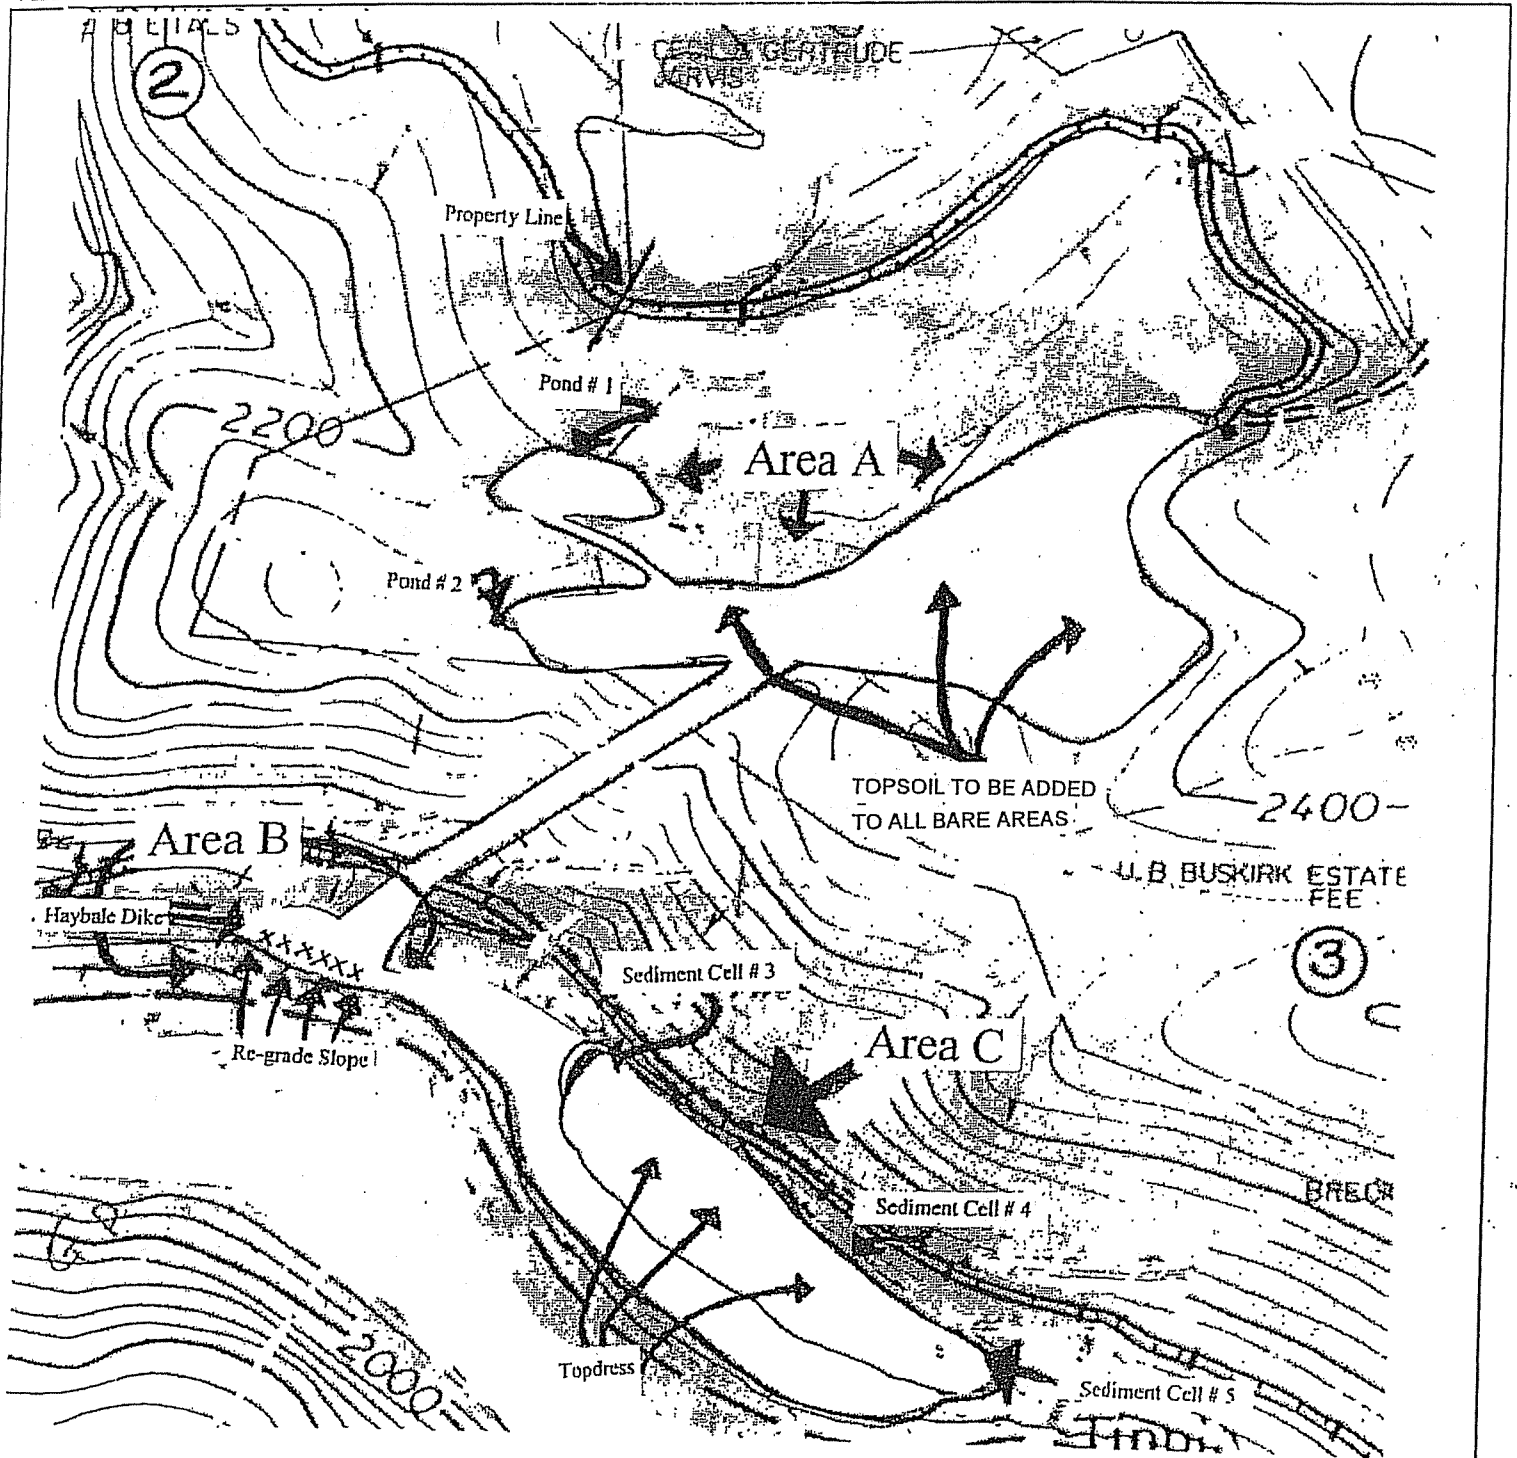 2
GERTRUDE
Property Line
Pond # 1
2200
Area A
Pond # 2
TOPSOIL TO BE ADDED
TO ALL BARE AREAS
2400
Area B
U.B. BUSKIRK ESTATE
FEE
Haybale Dike
xxxxxx
3
Sediment Cell # 3
Area C
Re-grade Slope
Sediment Cell # 4
2000
Topdress
Sediment Cell # 5